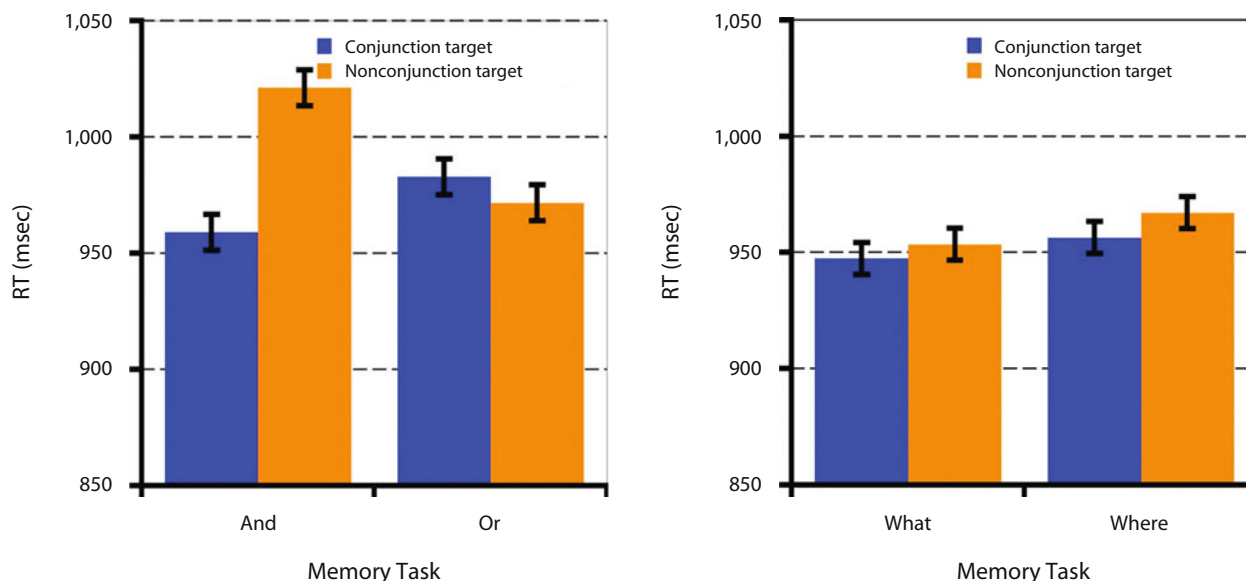 1,050
Conjunction target
Nonconjunction target
1,000
950
900
850
RT (msec)
And
Or
Memory Task
1,050
Conjunction target
Nonconjunction target
1,000
950
900
850
RT (msec)
What
Where
Memory Task